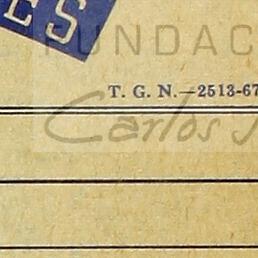 ES
FUNDAC
T. G. N.—2513-67
Carlos